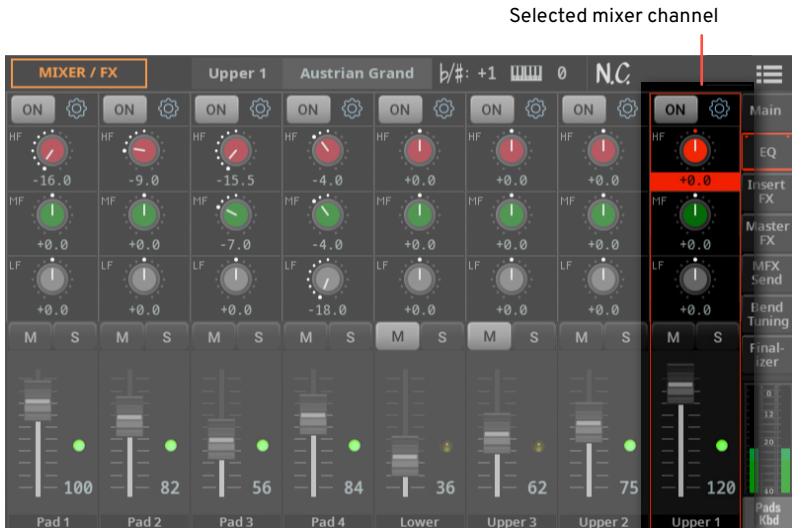 Selected mixer channel
MIXER / FX Upper 1 Austrian Grand b/#: +1 0 N.C.
ON ON ON ON ON ON ON ON Main
HF HF HF HF HF HF HF HF EQ
-16.0 -9.0 -15.5 -4.0 +0.0 +0.0 +0.0 +0.0
Insert
FX
MF MF MF MF MF MF MF MF
Master
FX
+0.0 +0.0 -7.0 -4.0 +0.0 +0.0 +0.0 +0.0
LF LF LF LF LF LF LF LF
MFX
Send
+0.0 +0.0 +0.0 -18.0 +0.0 +0.0 +0.0 +0.0
Bend
Tuning
M S M S M S M S M S M S M S M S
Final-
izer
0
12
20
40
100 82 56 84 36 62 75 120
Pad 1 Pad 2 Pad 3 Pad 4 Lower Upper 3 Upper 2 Upper 1
Pads
Kbd